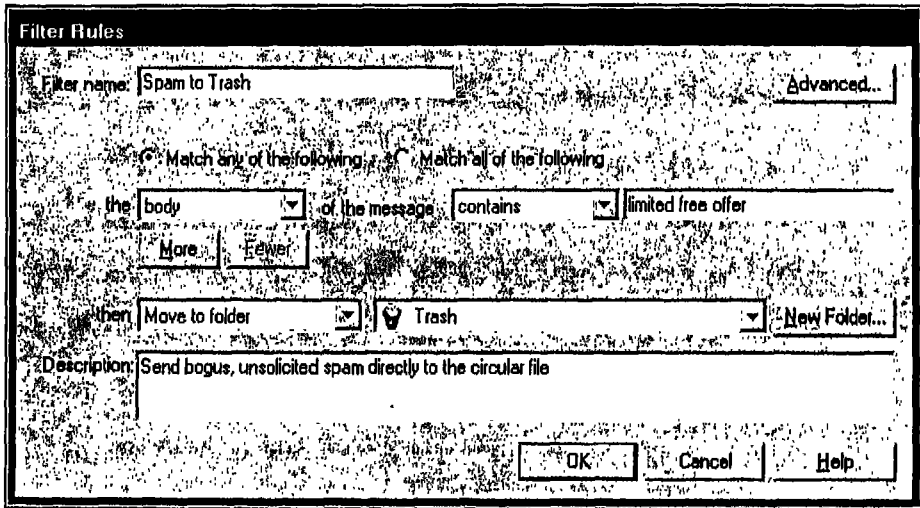 Filter Rules
Filter name: Spam to Trash Advanced...
Match any of the following Match all of the following
the body of the message contains limited free offer
More Fewer
then Move to folder Trash New Folder...
Description: Send bogus, unsolicited spam directly to the circular file
OK Cancel Help